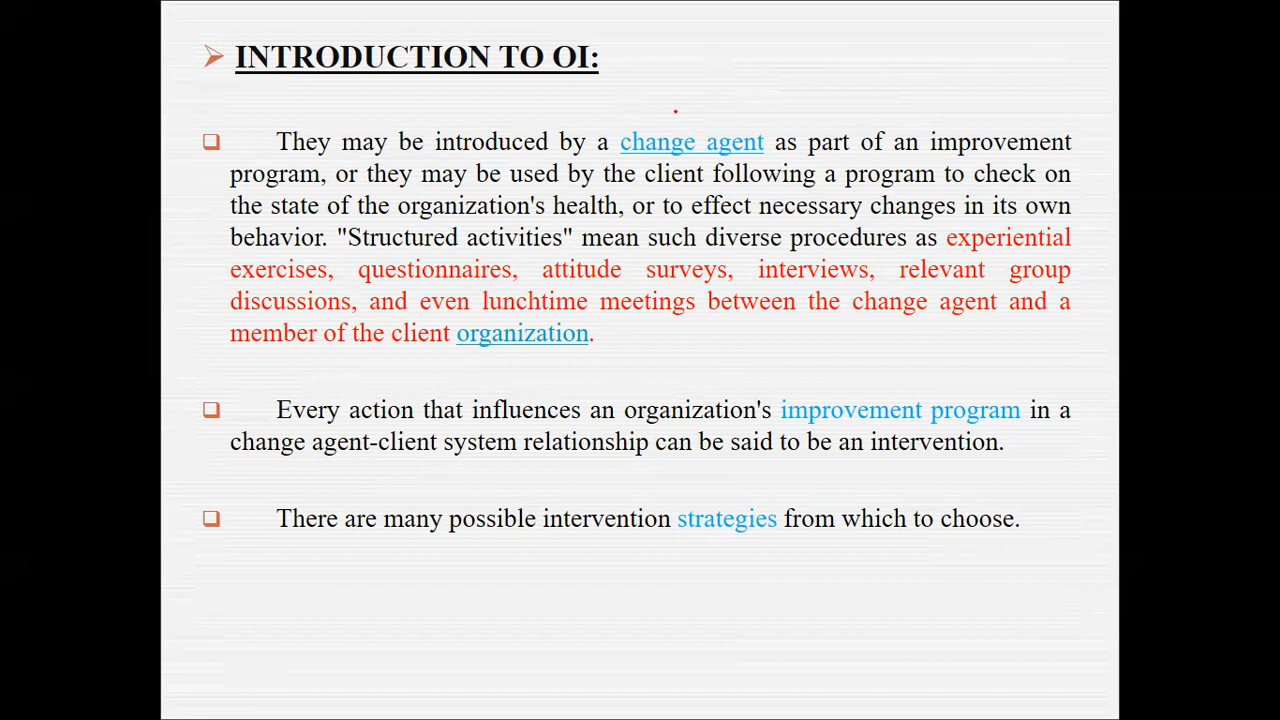 INTRODUCTION TO OI:
They may be introduced by a change agent as part of an improvement
program, or they may be used by the client following a program to check on
the state of the organization's health, or to effect necessary changes in its own
behavior. "Structured activities" mean such diverse procedures as experiential
exercises, questionnaires, attitude surveys, interviews, relevant group
discussions, and even lunchtime meetings between the change agent and a
member of the client organization.
Every action that influences an organization's improvement program in a
change agent-client system relationship can be said to be an intervention.
There are many possible intervention strategies from which to choose.